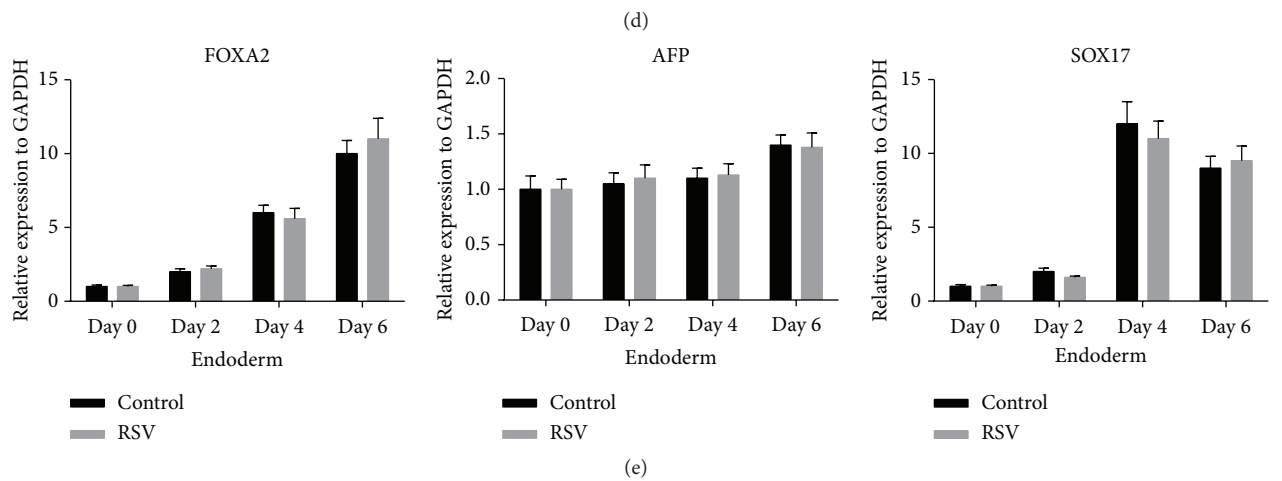 (d)
FOXA2
Relative expression to GAPDH
15
10
5
0
Day 0 Day 2 Day 4 Day 6
Endoderm
Control
RSV
AFP
Relative expression to GAPDH
2.0
1.5
1.0
0.5
0.0
Day 0 Day 2 Day 4 Day 6
Endoderm
Control
RSV
SOX17
Relative expression to GAPDH
15
10
5
0
Day 0 Day 2 Day 4 Day 6
Endoderm
Control
RSV
(e)